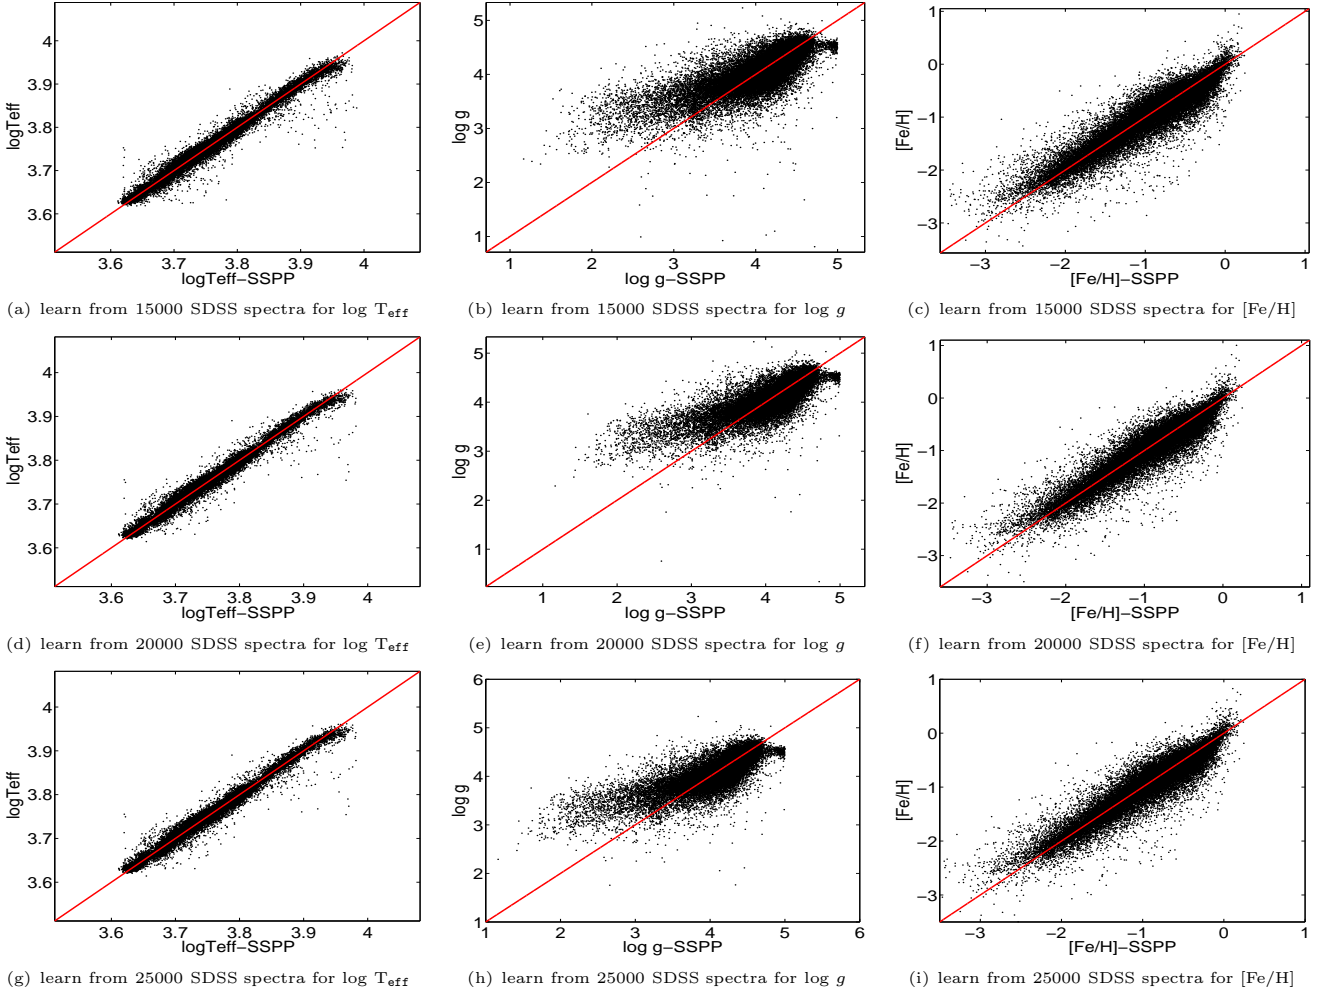 4
3.9
3.8
3.7
3.6
logTeff
3.6 3.7 3.8 3.9 4
logTeff−SSPP
(a) learn from 15000 SDSS spectra for log Teff
5
4
3
2
1
log g
1 2 3 4 5
log g−SSPP
(b) learn from 15000 SDSS spectra for log g
1
0
−1
−2
−3
[Fe/H]
−3 −2 −1 0 1
[Fe/H]−SSPP
(c) learn from 15000 SDSS spectra for [Fe/H]
4
3.9
3.8
3.7
3.6
logTeff
3.6 3.7 3.8 3.9 4
logTeff−SSPP
(d) learn from 20000 SDSS spectra for log Teff
5
4
3
2
1
log g
1 2 3 4 5
log g−SSPP
(e) learn from 20000 SDSS spectra for log g
1
0
−1
−2
−3
[Fe/H]
−3 −2 −1 0 1
[Fe/H]−SSPP
(f) learn from 20000 SDSS spectra for [Fe/H]
4
3.9
3.8
3.7
3.6
logTeff
3.6 3.7 3.8 3.9 4
logTeff−SSPP
(g) learn from 25000 SDSS spectra for log Teff
6
5
4
3
2
1
log g
1 2 3 4 5 6
log g−SSPP
(h) learn from 25000 SDSS spectra for log g
1
0
−1
−2
−3
[Fe/H]
−3 −2 −1 0 1
[Fe/H]−SSPP
(i) learn from 25000 SDSS spectra for [Fe/H]